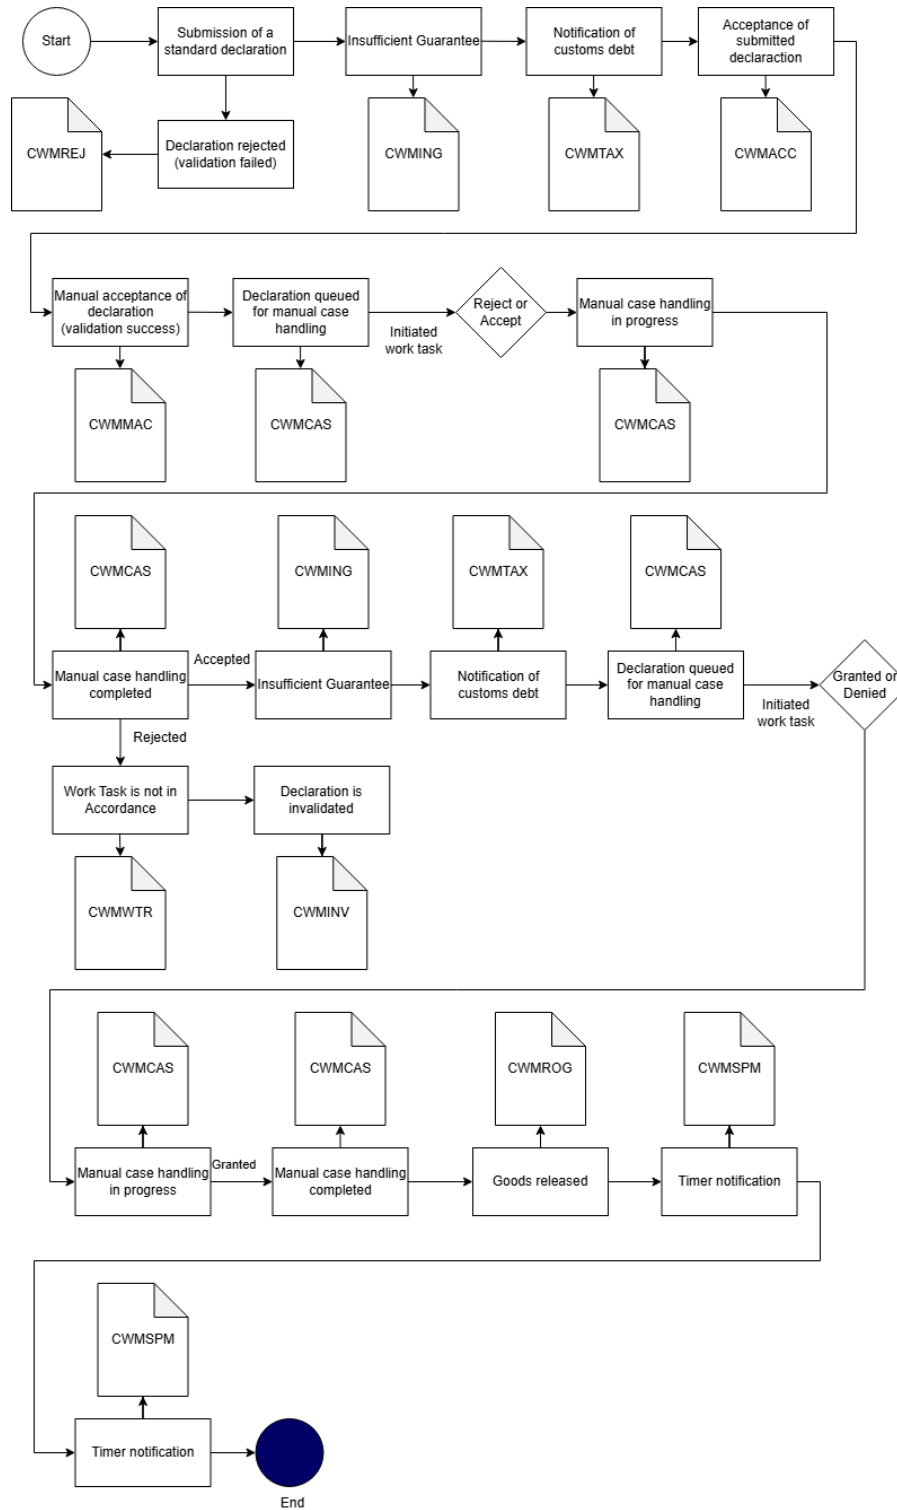 Start
Submission of a
standard declaration
Insufficient Guarantee
Notification of
customs debt
Acceptance of
submitted
declaraction
CWMREJ
Declaration rejected
(validation failed)
CWMING
CWMTAX
CWMACC
Manual acceptance of
declaration
(validation success)
Declaration queued
for manual case
handling
Initiated
work task
Reject or
Accept
Manual case handling
in progress
CWMMAC
CWMCAS
CWMCAS
CWMCAS
CWMING
CWMTAX
CWMCAS
Manual case handling
completed
Accepted
Insufficient Guarantee
Notification of
customs debt
Declaration queued
for manual case
handling
Initiated
work task
Granted or
Denied
Rejected
Work Task is not in
Accordance
Declaration is
invalidated
CWMWTR
CWMINV
CWMCAS
CWMCAS
CWMROG
CWMSPM
Manual case handling
in progress
Granted
Manual case handling
completed
Goods released
Timer notification
CWMSPM
Timer notification
End